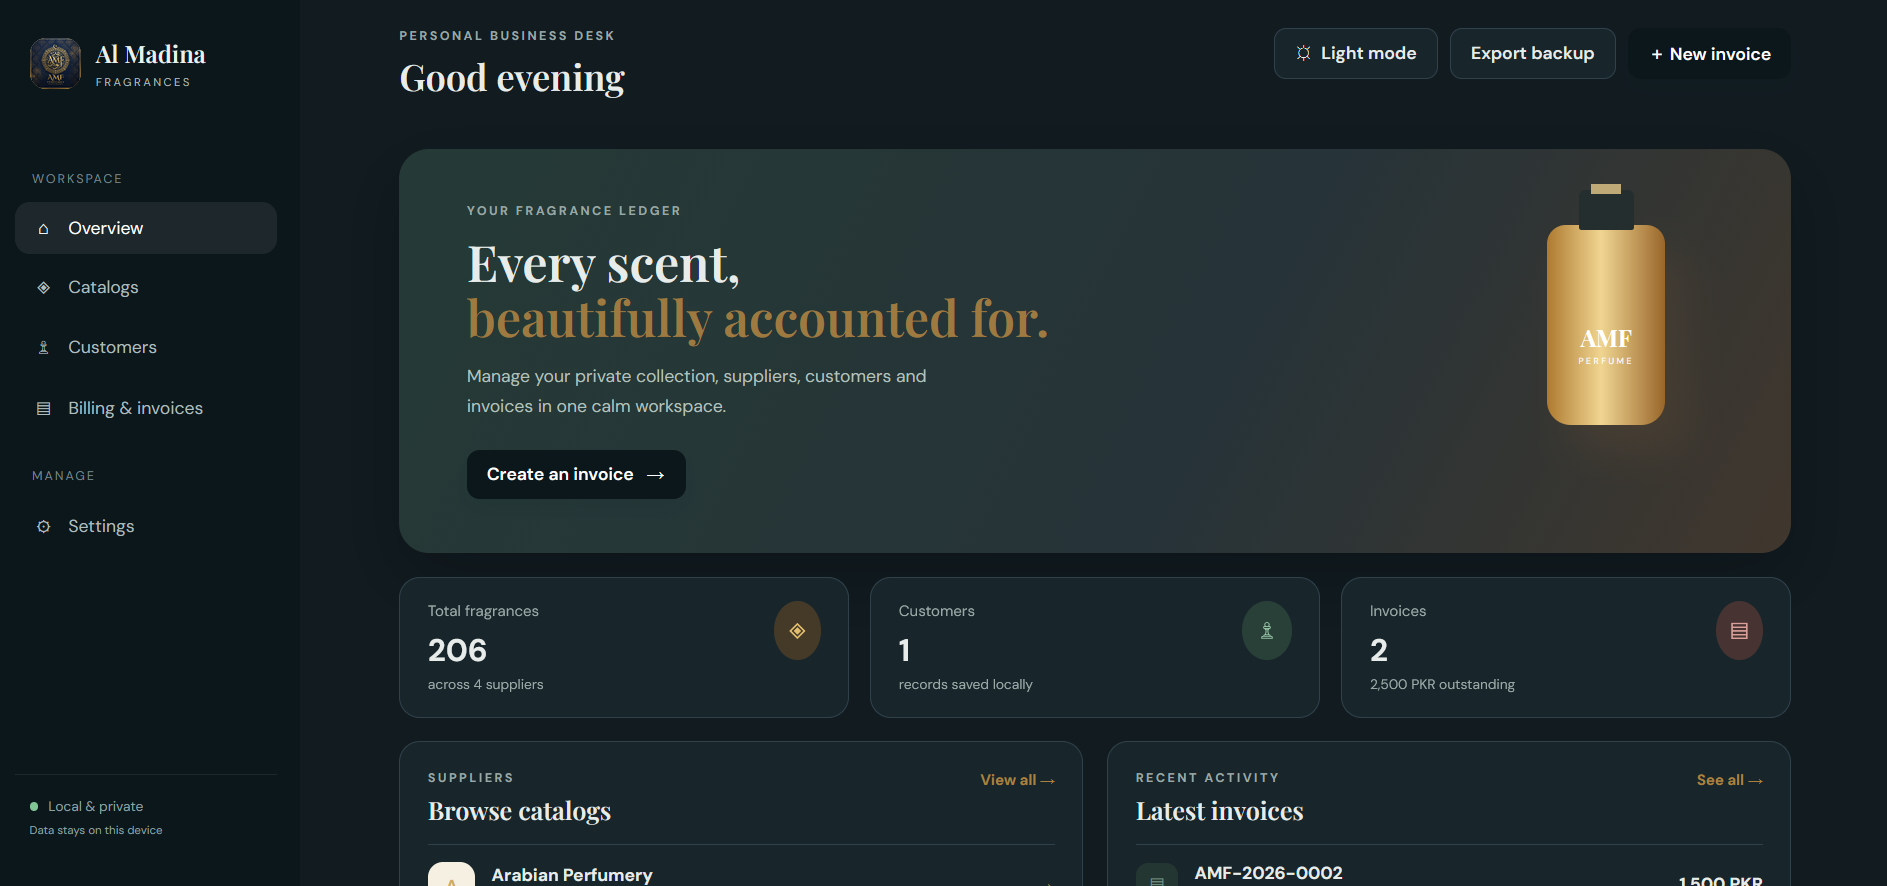 Al Madina
FRAGRANCES
WORKSPACE
Overview
Catalogs
Customers
Billing & invoices
MANAGE
Settings
Local & private
Data stays on this device
PERSONAL BUSINESS DESK
Good evening
Light mode
Export backup
+ New invoice
YOUR FRAGRANCE LEDGER
Every scent,
beautifully accounted for.
Manage your private collection, suppliers, customers and
invoices in one calm workspace.
Create an invoice →
AMF
PERFUME
Total fragrances
206
across 4 suppliers
Customers
1
records saved locally
Invoices
2
2,500 PKR outstanding
SUPPLIERS
View all →
Browse catalogs
A
Arabian Perfumery
RECENT ACTIVITY
See all →
Latest invoices
AMF-2026-0002
1,500 PKR